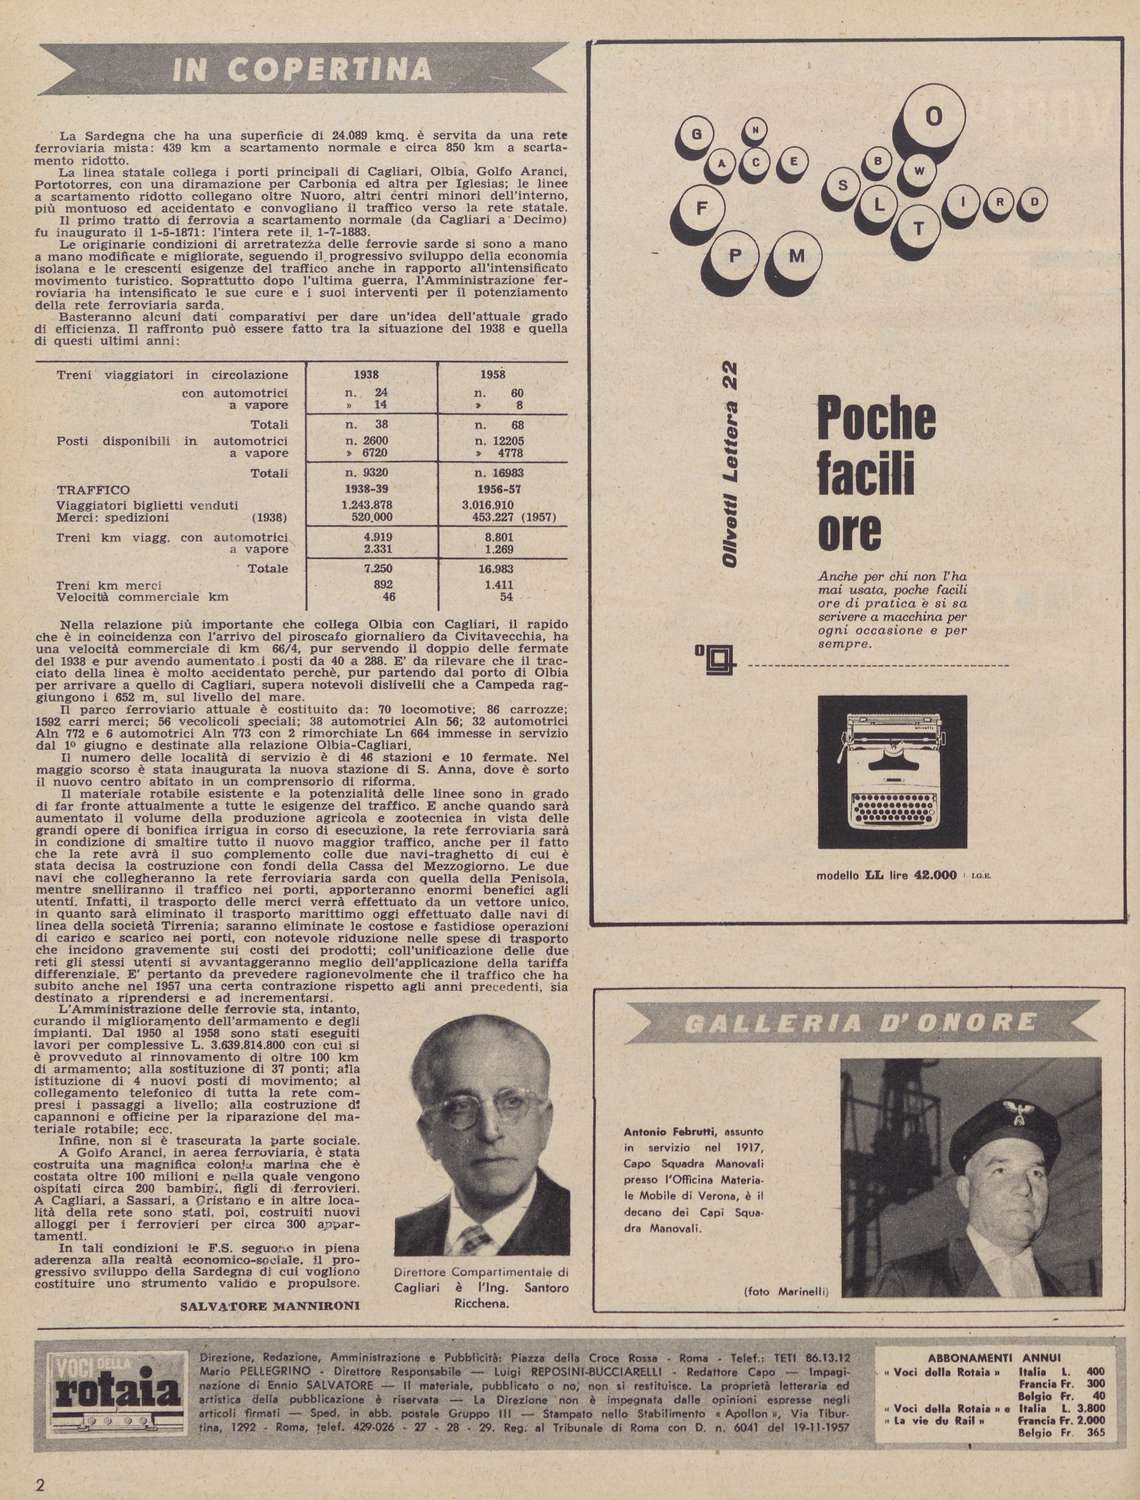 IN COPERTINA
La Sardegna che ha una superficie di 24.089 kmq. è servita da una rete
ferroviaria mista: 439 km a scartamento normale e circa 850 km a scarta-
mento ridotto.
La linea statale collega i porti principali di Cagliari, Olbia, Golfo Aranci,
Portotorres, con una diramazione per Carbonia ed altra per Iglesias; le linee
a scartamento ridotto collegano oltre Nuoro, altri centri minori dell'interno,
più montuoso ed accidentato e convogliano il traffico verso la rete statale.
Il primo tratto di ferrovia a scartamento normale (da Cagliari a Decimo)
fu inaugurato il 1-5-1871: l'intera rete il 1-7-1883.
Le originarie condizioni di arretratezza delle ferrovie sarde si sono a mano
a mano modificate e migliorate, seguendo il progressivo sviluppo della economia
isolana e le crescenti esigenze del traffico anche in rapporto all'intensificato
movimento turistico. Soprattutto dopo l'ultima guerra, l'Amministrazione fer-
roviaria ha intensificato le sue cure e i suoi interventi per il potenziamento
della rete ferroviaria sarda.
Basteranno alcuni dati comparativi per dare un'idea dell'attuale grado
di efficienza. Il raffronto può essere fatto tra la situazione del 1938 e quella
di questi ultimi anni:
Treni viaggiatori in circolazione 1938 1958
con automotrici n. 24 n. 60
a vapore » 14 » 8
Totali n. 38 n. 68
Posti disponibili in automotrici n. 2600 n. 12205
a vapore » 6720 » 4778
Totali n. 9320 n. 16983
TRAFFICO 1938-39 1956-57
Viaggiatori biglietti venduti 1.243.878 3.016.910
Merci: spedizioni (1938) 520.000 453.227 (1957)
Treni km viagg. con automotrici 4.919 8.801
a vapore 2.331 1.269
Totale 7.250 16.983
Treni km merci 892 1.411
Velocità commerciale km 46 54
Nella relazione più importante che collega Olbia con Cagliari, il rapido
che è in coincidenza con l'arrivo del piroscafo giornaliero da Civitavecchia, ha
una velocità commerciale di km 66/4, pur servendo il doppio delle fermate
del 1938 e pur avendo aumentato i posti da 40 a 288. E' da rilevare che il trac-
ciato della linea è molto accidentato perchè, pur partendo dal porto di Olbia
per arrivare a quello di Cagliari, supera notevoli dislivelli che a Campeda rag-
giungono i 652 m. sul livello del mare.
Il parco ferroviario attuale è costituito da: 70 locomotive; 86 carrozze;
1592 carri merci; 56 vecolicoli speciali; 38 automotrici Aln 56; 32 automotrici
Aln 772 e 6 automotrici Aln 773 con 2 rimorchiate Ln 664 immesse in servizio
dal 1º giugno e destinate alla relazione Olbia-Cagliari.
Il numero delle località di servizio è di 46 stazioni e 10 fermate. Nel
maggio scorso è stata inaugurata la nuova stazione di S. Anna, dove è sorto
il nuovo centro abitato in un comprensorio di riforma.
Il materiale rotabile esistente e la potenzialità delle linee sono in grado
di far fronte attualmente a tutte le esigenze del traffico. E anche quando sarà
aumentato il volume della produzione agricola e zootecnica in vista delle
grandi opere di bonifica irrigua in corso di esecuzione, la rete ferroviaria sarà
in condizione di smaltire tutto il nuovo maggior traffico, anche per il fatto
che la rete avrà il suo complemento colle due navi-traghetto di cui è
stata decisa la costruzione con fondi della Cassa del Mezzogiorno. Le due
navi che collegheranno la rete ferroviaria sarda con quella della Penisola,
mentre snelliranno il traffico nei porti, apporteranno enormi benefici agli
utenti. Infatti, il trasporto delle merci verrà effettuato da un vettore unico,
in quanto sarà eliminato il trasporto marittimo oggi effettuato dalle navi di
linea della società Tirrenia; saranno eliminate le costose e fastidiose operazioni
di carico e scarico nei porti, con notevole riduzione nelle spese di trasporto
che incidono gravemente sui costi dei prodotti; coll'unificazione delle due
reti gli stessi utenti si avvantaggeranno meglio dell'applicazione della tariffa
differenziale. E' pertanto da prevedere ragionevolmente che il traffico che ha
subito anche nel 1957 una certa contrazione rispetto agli anni precedenti, sia
destinato a riprendersi e ad incrementarsi.
L'Amministrazione delle ferrovie sta, intanto,
curando il miglioramento dell'armamento e degli
impianti. Dal 1950 al 1958 sono stati eseguiti
lavori per complessive L. 3.639.814.800 con cui si
è provveduto al rinnovamento di oltre 100 km
di armamento; alla sostituzione di 37 ponti; alla
istituzione di 4 nuovi posti di movimento; al
collegamento telefonico di tutta la rete com-
presi i passaggi a livello; alla costruzione di
capannoni e officine per la riparazione del ma-
teriale rotabile; ecc.
Infine, non si è trascurata la parte sociale.
A Golfo Aranci, in aerea ferroviaria, è stata
costruita una magnifica colonia marina che è
costata oltre 100 milioni e nella quale vengono
ospitati circa 200 bambini, figli di ferrovieri.
A Cagliari, a Sassari, a Oristano e in altre loca-
lità della rete sono stati, poi, costruiti nuovi
alloggi per i ferrovieri per circa 300 appar-
tamenti.
In tali condizioni le F.S. seguono in piena
aderenza alla realtà economico-sociale, il pro-
gressivo sviluppo della Sardegna di cui vogliono
costituire uno strumento valido e propulsore.
SALVATORE MANNIRONI
Direttore Compartimentale di
Cagliari è l'Ing. Santoro
Ricchena.
G N O
A C E B W
F S L T I R D
P M
Olivetti Lettera 22
Poche
facili
ore
Anche per chi non l'ha
mai usata, poche facili
ore di pratica e si sa
scrivere a macchina per
ogni occasione e per
sempre.
modello LL lire 42.000 + I.G.E.
GALLERIA D'ONORE
Antonio Februtti, assunto
in servizio nel 1917,
Capo Squadra Manovali
presso l'Officina Materia-
le Mobile di Verona, è il
decano dei Capi Squa-
dra Manovali.
(foto Marinelli)
VOCI DELLA
rotaia
Direzione, Redazione, Amministrazione e Pubblicità: Piazza della Croce Rossa - Roma - Telef.: TETI 86.13.12
Mario PELLEGRINO - Direttore Responsabile — Luigi REPOSINI-BUCCIARELLI - Redattore Capo — Impagi-
nazione di Ennio SALVATORE — Il materiale, pubblicato o no, non si restituisce. La proprietà letteraria ed
artistica della pubblicazione è riservata — La Direzione non è impegnata dalle opinioni espresse negli
articoli firmati — Sped. in abb. postale Gruppo III — Stampato nello Stabilimento « Apollon », Via Tibur-
tina, 1292 - Roma, telef. 429-026 - 27 - 28 - 29. Reg. al Tribunale di Roma con D. n. 6041 del 19-11-1957
ABBONAMENTI ANNUI
« Voci della Rotaia » Italia L. 400
Francia Fr. 300
Belgio Fr. 40
« Voci della Rotaia » e Italia L. 3.800
« La vie du Rail » Francia Fr. 2.000
Belgio Fr. 365
2